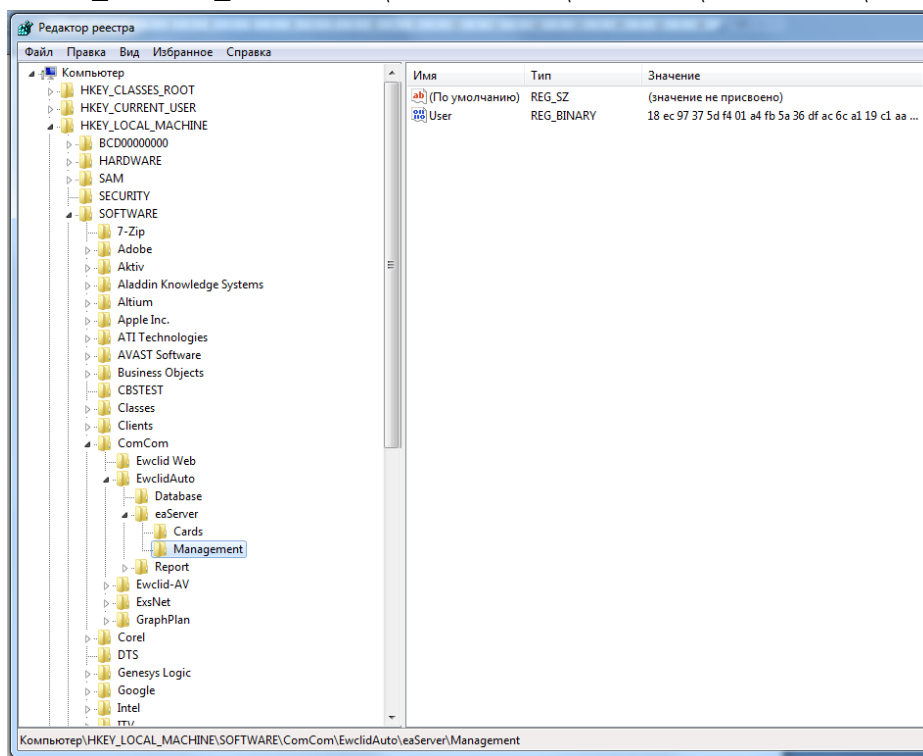 Редактор реестра
Файл Правка Вид Избранное Справка
Компьютер
HKEY_CLASSES_ROOT
HKEY_CURRENT_USER
HKEY_LOCAL_MACHINE
BCD00000000
HARDWARE
SAM
SECURITY
SOFTWARE
7-Zip
Adobe
Aktiv
Aladdin Knowledge Systems
Altium
Apple Inc.
ATI Technologies
AVAST Software
Business Objects
CBSTEST
Classes
Clients
ComCom
Ewclid Web
EwclidAuto
Database
eaServer
Cards
Management
Report
Ewclid-AV
ExsNet
GraphPlan
Corel
DTS
Genesys Logic
Google
Intel
ITV
Имя Тип Значение
(По умолчанию) REG_SZ (значение не присвоено)
User REG_BINARY 18 ec 97 37 5d f4 01 a4 fb 5a 36 df ac 6c a1 19 c1 aa ...
Компьютер\HKEY_LOCAL_MACHINE\SOFTWARE\ComCom\EwclidAuto\eaServer\Management